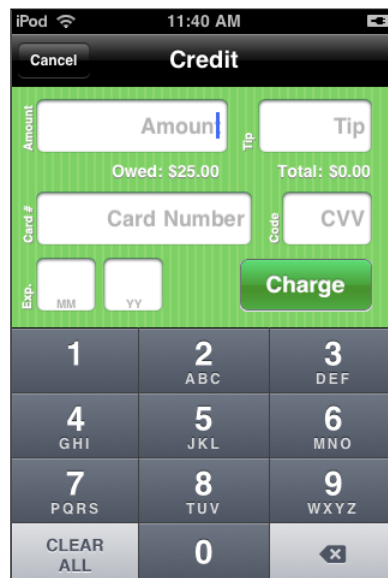 iPod 11:40 AM
Cancel Credit
Amount Amount Tip Tip
Owed: $25.00 Total: $0.00
Card # Card Number Code CVV
Exp. MM YY Charge
1 2 3
ABC DEF
4 5 6
GHI JKL MNO
7 8 9
PQRS TUV WXYZ
CLEAR
ALL 0